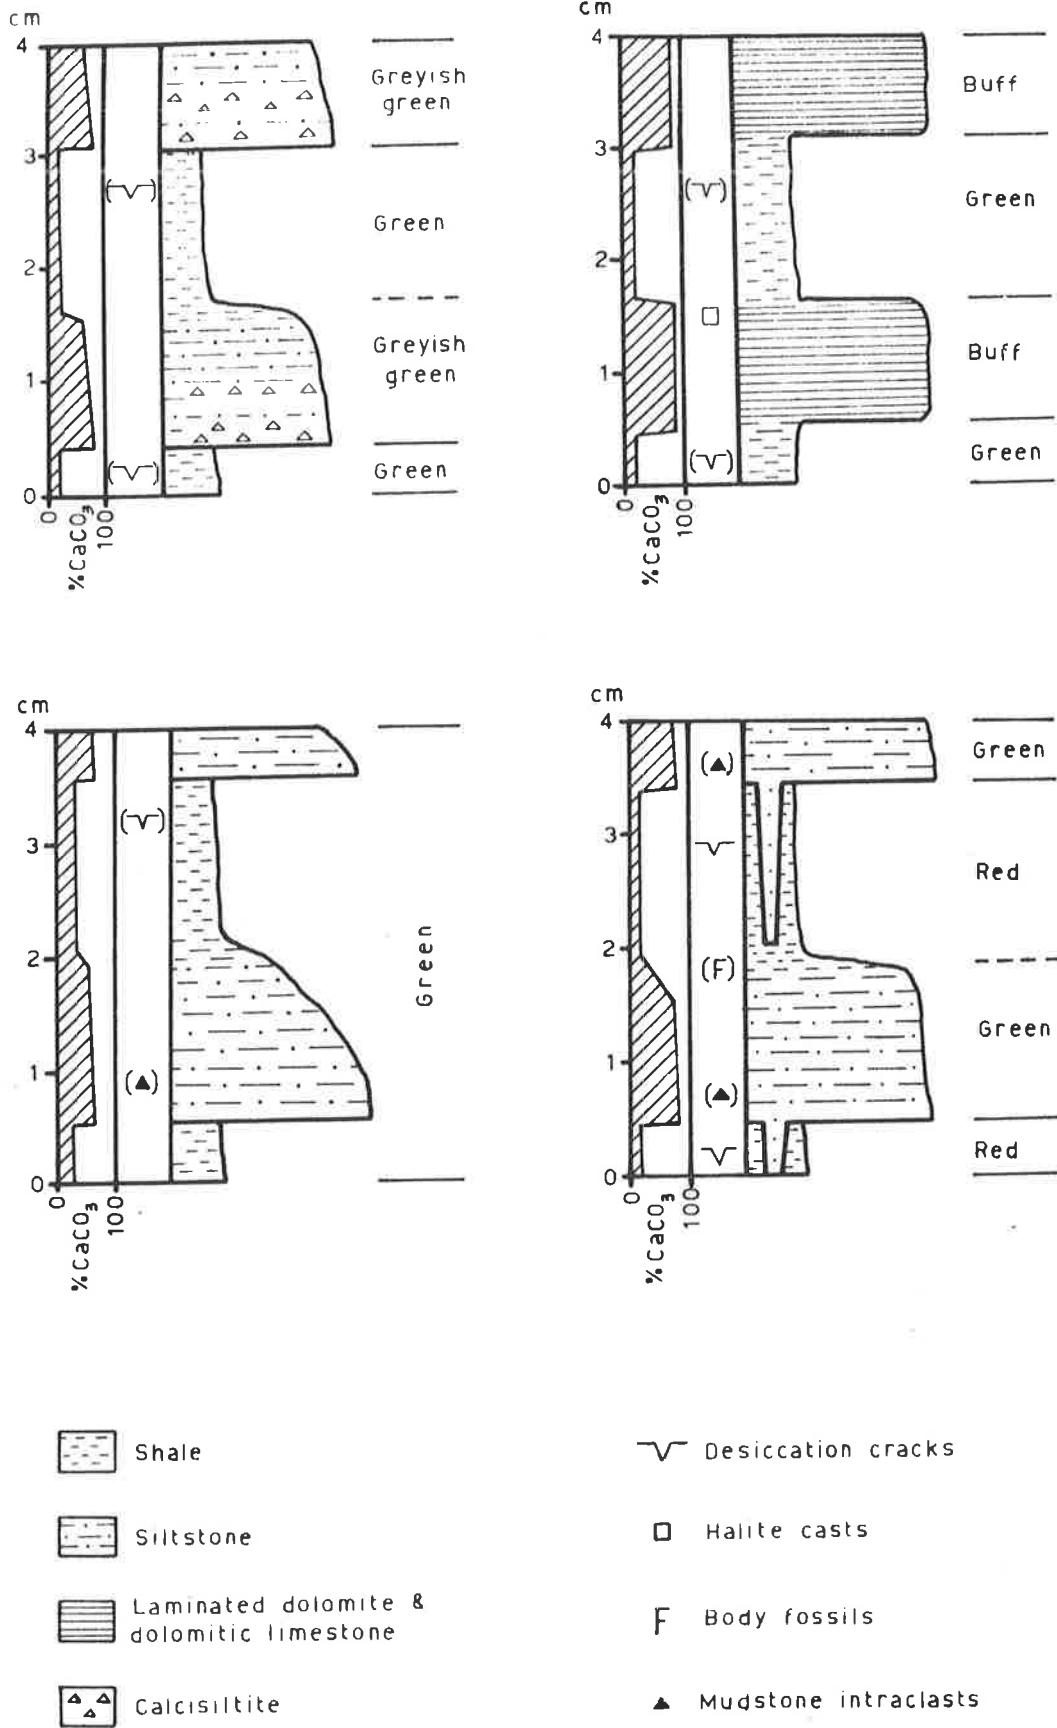 cm
4
3
2
1
0
0
%CaCO₃
100
Greyish
green
Green
Greyish
green
Green
cm
4
3
2
1
0
0
%CaCO₃
100
Buff
Green
Buff
Green
cm
4
3
2
1
0
0
%CaCO₃
100
Green
cm
4
3
2
1
0
0
%CaCO₃
100
(F)
Green
Red
Green
Red
Shale
Siltstone
Laminated dolomite &
dolomitic limestone
Calcisiltite
Desiccation cracks
Halite casts
F Body fossils
Mudstone intraclasts